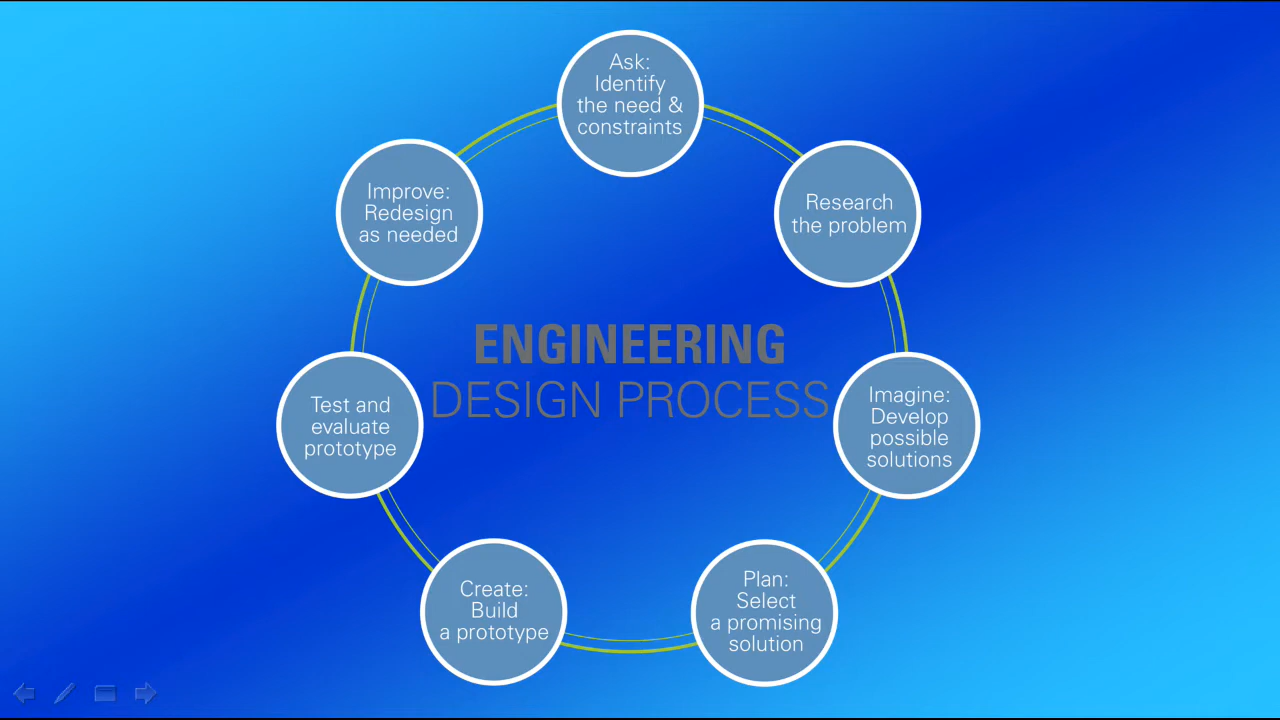 Ask:
Identify
the need &
constraints
Research
the problem
Imagine:
Develop
possible
solutions
Plan:
Select
a promising
solution
Create:
Build
a prototype
Test and
evaluate
prototype
Improve:
Redesign
as needed
ENGINEERING
DESIGN PROCESS